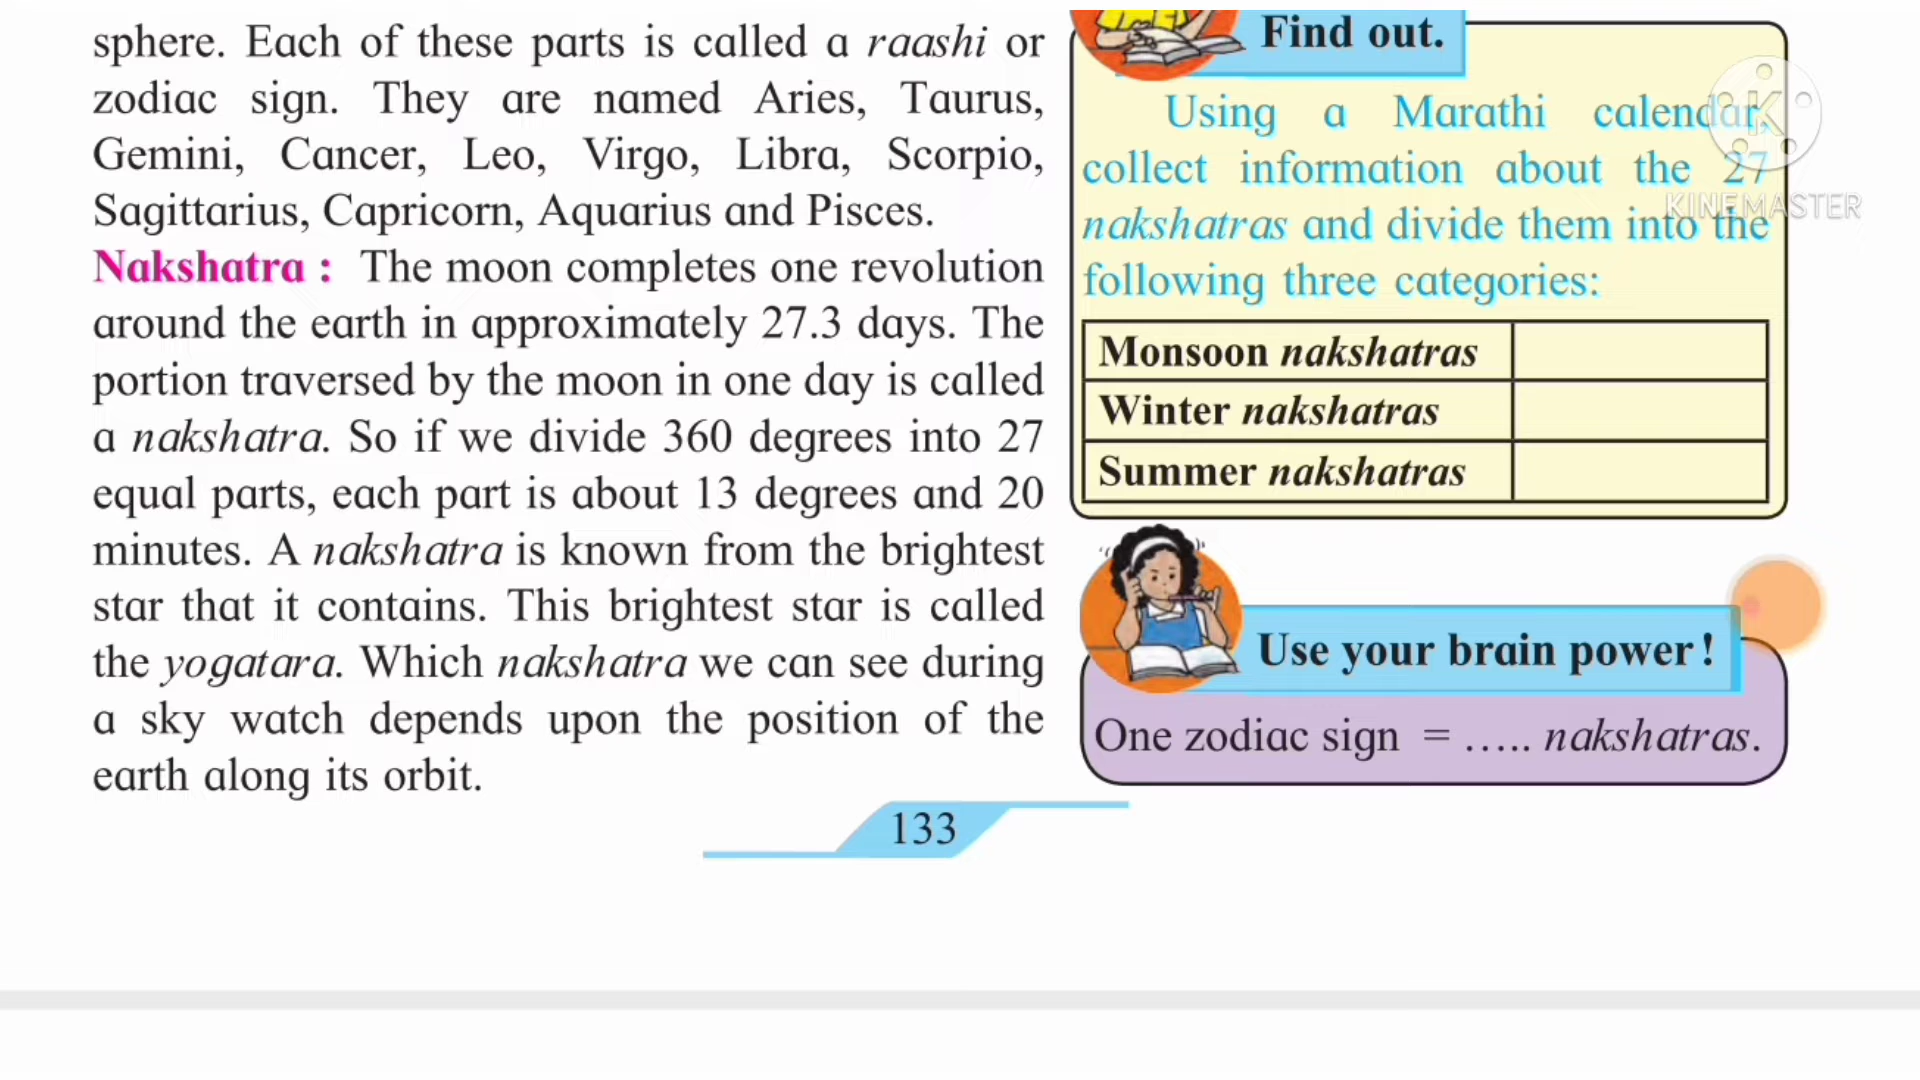 sphere. Each of these parts is called a raashi or
zodiac sign. They are named Aries, Taurus,
Gemini, Cancer, Leo, Virgo, Libra, Scorpio,
Sagittarius, Capricorn, Aquarius and Pisces.
Nakshatra : The moon completes one revolution
around the earth in approximately 27.3 days. The
portion traversed by the moon in one day is called
a nakshatra. So if we divide 360 degrees into 27
equal parts, each part is about 13 degrees and 20
minutes. A nakshatra is known from the brightest
star that it contains. This brightest star is called
the yogatara. Which nakshatra we can see during
a sky watch depends upon the position of the
earth along its orbit.
Find out.
Using a Marathi calendar,
collect information about the 27
nakshatras and divide them into the
following three categories:
Monsoon nakshatras
Winter nakshatras
Summer nakshatras
Use your brain power!
One zodiac sign = ..... nakshatras.
133
K
KINEMASTER